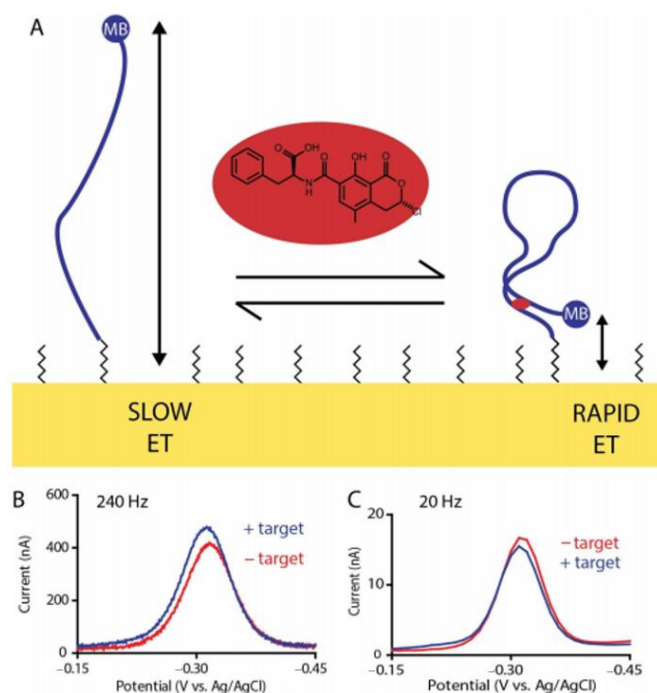 A
MB
O
OH
O
OH
O
N
H
O
Cl
MB
SLOW
ET
RAPID
ET
B
240 Hz
+ target
– target
600
400
200
0
Current (nA)
–0.15
–0.30
–0.45
Potential (V vs. Ag/AgCl)
C
20 Hz
– target
+ target
20
10
0
Current (nA)
–0.15
–0.30
–0.45
Potential (V vs. Ag/AgCl)